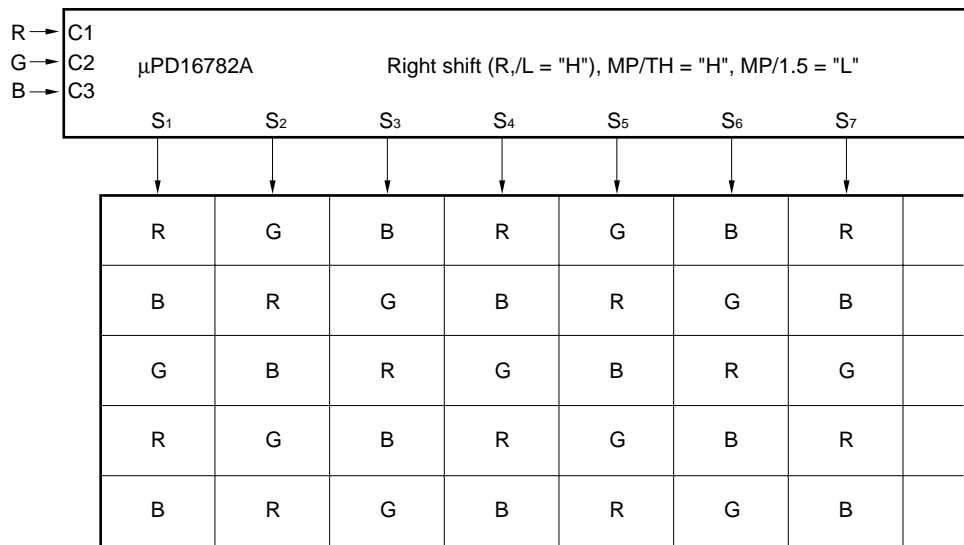 R C1
G C2 μPD16782A Right shift (R,/L = "H"), MP/TH = "H", MP/1.5 = "L"
B C3
S1 S2 S3 S4 S5 S6 S7
R G B R G B R
B R G B R G B
G B R G B R G
R G B R G B R
B R G B R G B